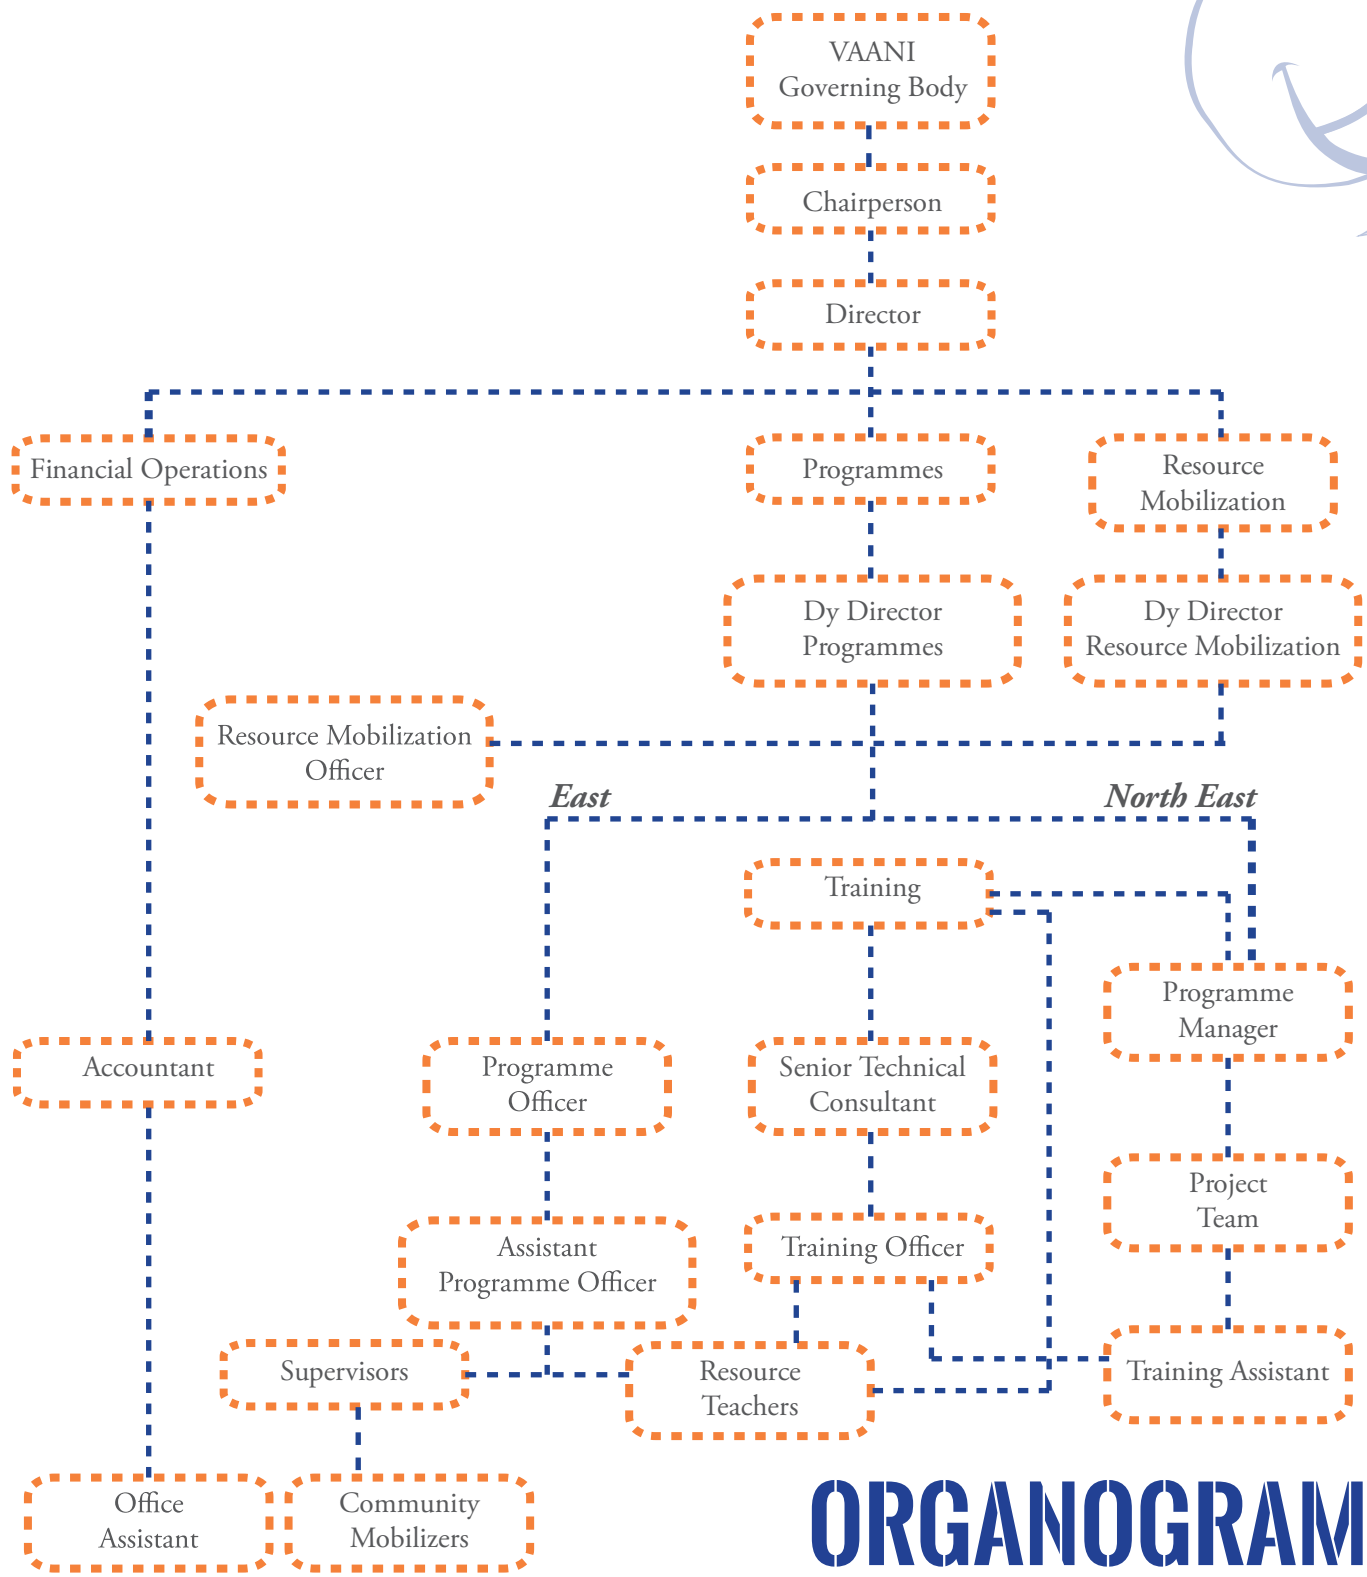 VAANI
Governing Body
Chairperson
Director
Financial Operations
Programmes
Resource
Mobilization
Dy Director
Programmes
Dy Director
Resource Mobilization
Resource Mobilization
Officer
East
North East
Training
Programme
Manager
Accountant
Programme
Officer
Senior Technical
Consultant
Project
Team
Assistant
Programme Officer
Training Officer
Supervisors
Resource
Teachers
Training Assistant
Office
Assistant
Community
Mobilizers
ORGANOGRAM